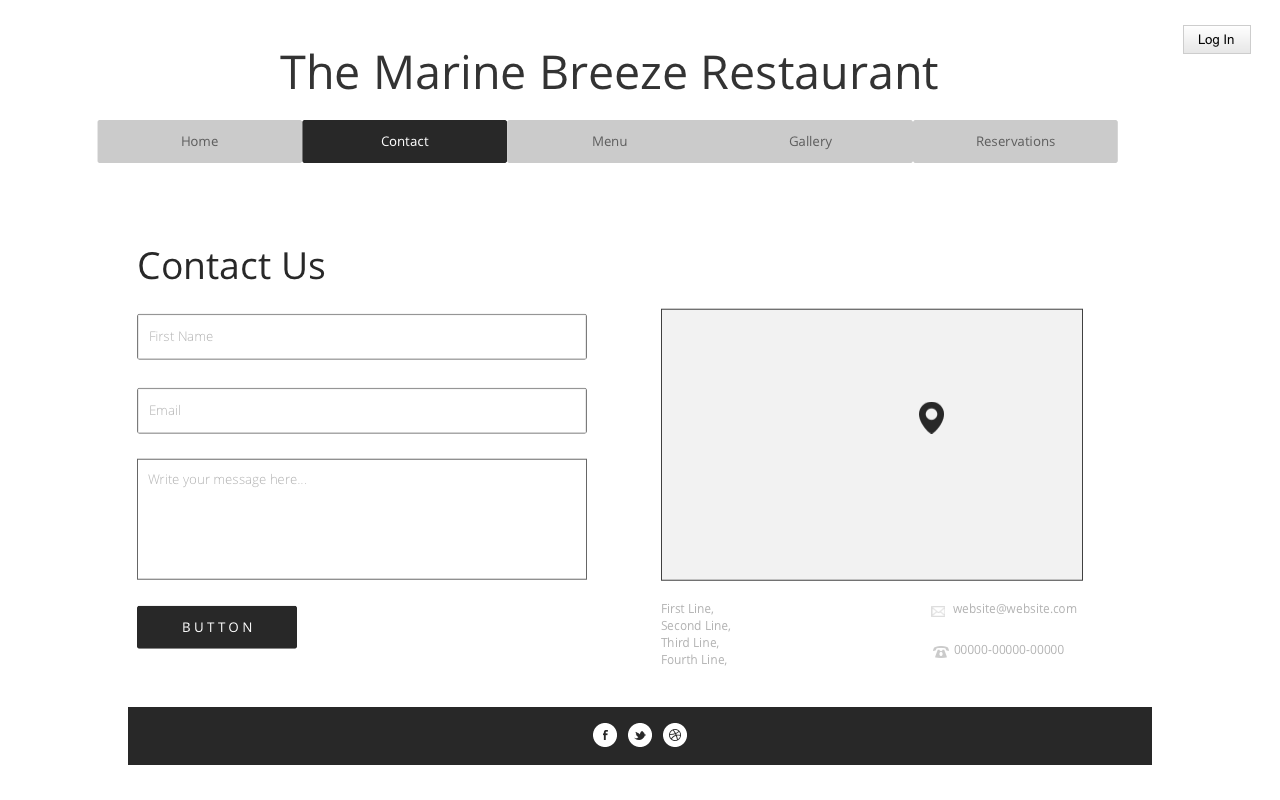 Log In
The Marine Breeze Restaurant
Home
Contact
Menu
Gallery
Reservations
Contact Us
First Name
Email
Write your message here...
BUTTON
First Line,
Second Line,
Third Line,
Fourth Line,
website@website.com
00000-00000-00000